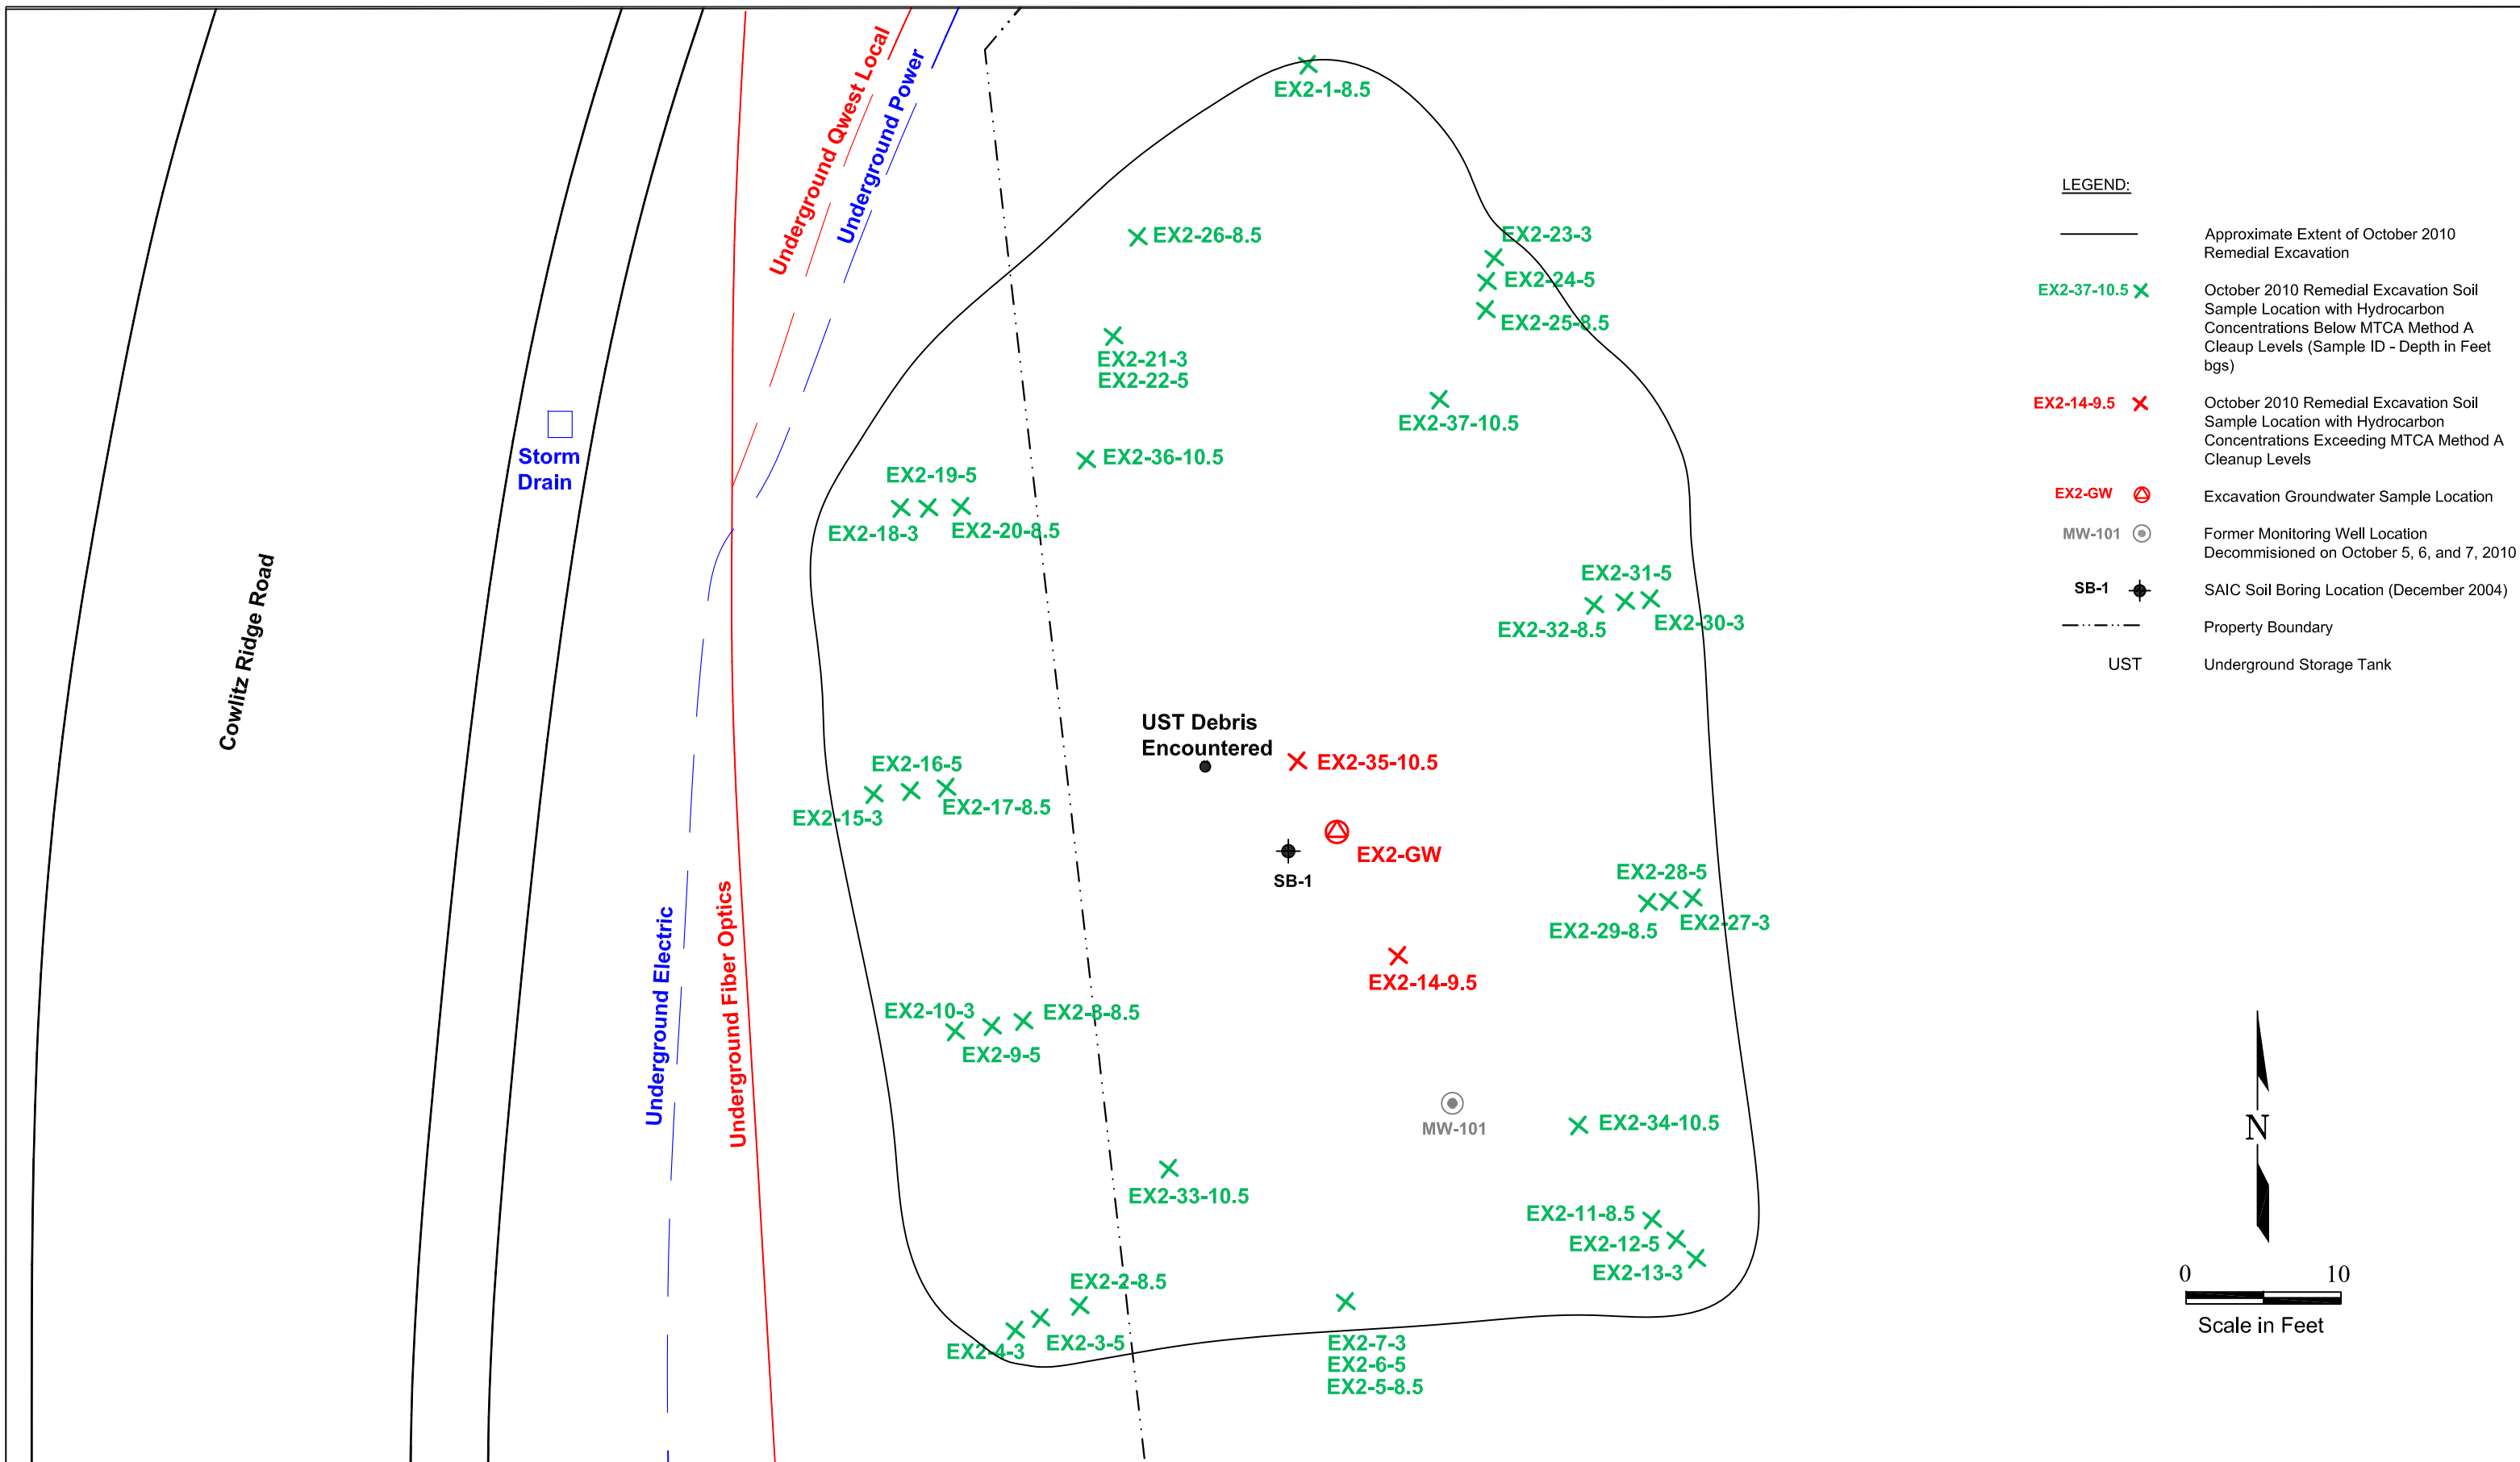 Underground Qwest Local
Underground Power
EX2-1-8.5
EX2-26-8.5
EX2-23-3
EX2-24-5
EX2-25-8.5
EX2-21-3
EX2-22-5
EX2-37-10.5
EX2-36-10.5
Storm
Drain
EX2-19-5
EX2-18-3
EX2-20-8.5
Cowlitz Ridge Road
EX2-31-5
EX2-32-8.5
EX2-30-3
UST Debris
Encountered
EX2-35-10.5
EX2-16-5
EX2-15-3
EX2-17-8.5
EX2-GW
SB-1
EX2-28-5
EX2-29-8.5
EX2-27-3
EX2-14-9.5
Underground Electric
Underground Fiber Optics
EX2-10-3
EX2-8-8.5
EX2-9-5
MW-101
EX2-34-10.5
EX2-33-10.5
EX2-11-8.5
EX2-12-5
EX2-13-3
EX2-2-8.5
EX2-3-5
EX2-4-3
EX2-7-3
EX2-6-5
EX2-5-8.5
LEGEND:
Approximate Extent of October 2010
Remedial Excavation
EX2-37-10.5 October 2010 Remedial Excavation Soil
Sample Location with Hydrocarbon
Concentrations Below MTCA Method A
Cleaup Levels (Sample ID - Depth in Feet
bgs)
EX2-14-9.5 October 2010 Remedial Excavation Soil
Sample Location with Hydrocarbon
Concentrations Exceeding MTCA Method A
Cleanup Levels
EX2-GW Excavation Groundwater Sample Location
MW-101 Former Monitoring Well Location
Decommisioned on October 5, 6, and 7, 2010
SB-1 SAIC Soil Boring Location (December 2004)
Property Boundary
UST Underground Storage Tank
N
0 10
Scale in Feet